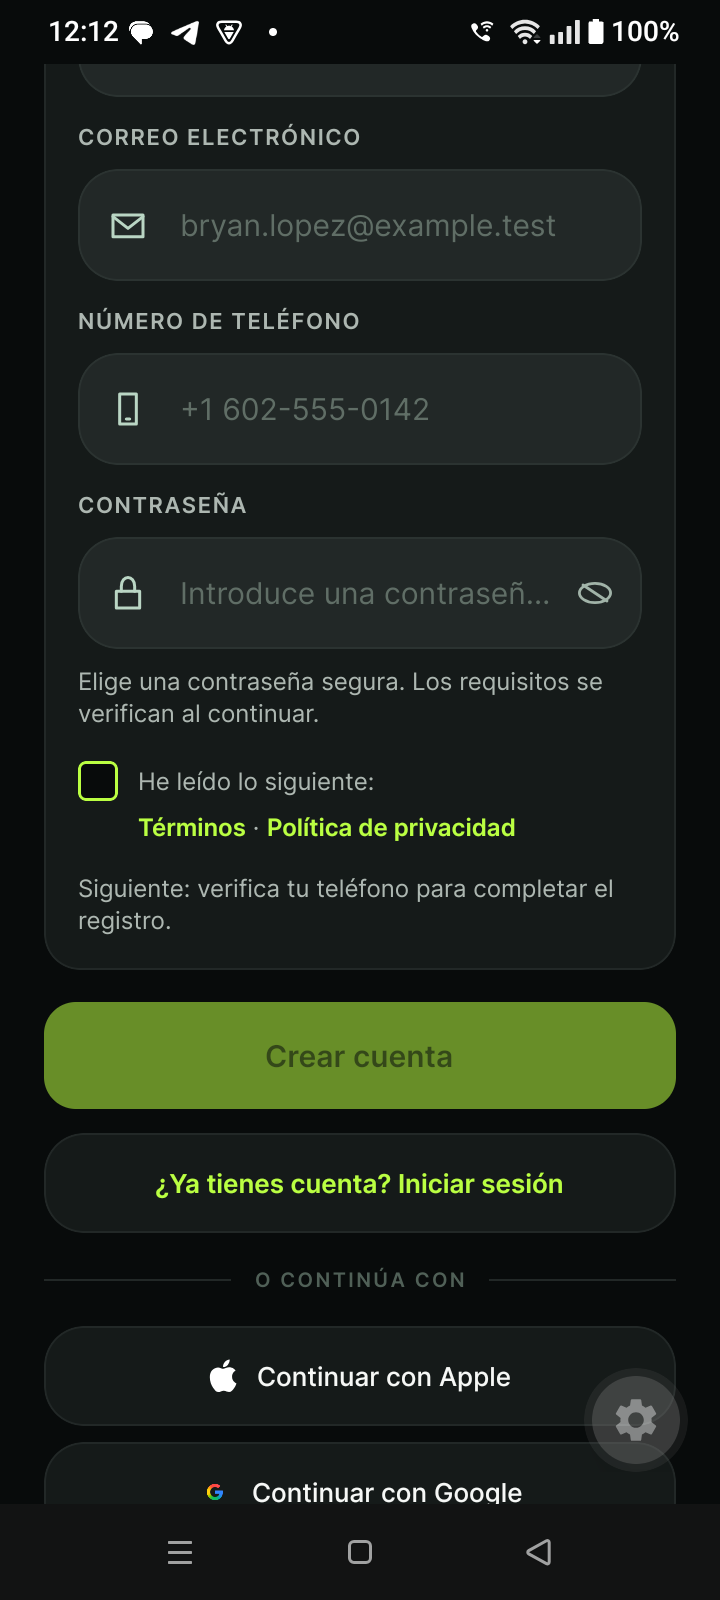 12:12
100%
CORREO ELECTRÓNICO
bryan.lopez@example.test
NÚMERO DE TELÉFONO
+1 602-555-0142
CONTRASEÑA
Introduce una contraseñ...
Elige una contraseña segura. Los requisitos se
verifican al continuar.
He leído lo siguiente:
Términos · Política de privacidad
Siguiente: verifica tu teléfono para completar el
registro.
Crear cuenta
¿Ya tienes cuenta? Iniciar sesión
O CONTINÚA CON
Continuar con Apple
Continuar con Google